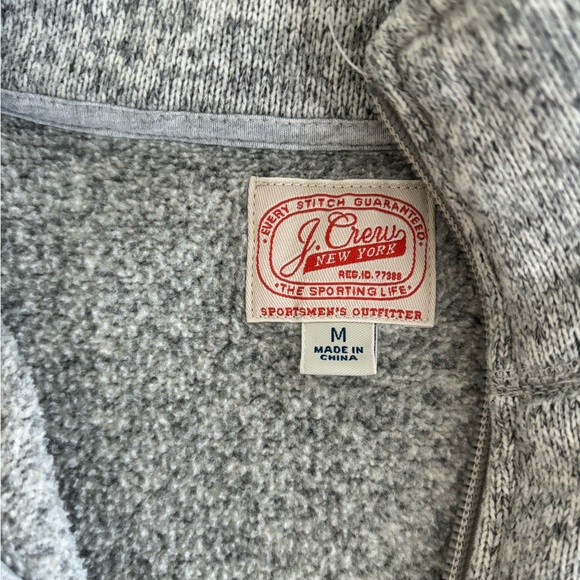 • EVERY STITCH GUARANTEED •
J. Crew
NEW YORK
REG.ID. 77388
THE SPORTING LIFE
SPORTSMEN'S OUTFITTER
M
MADE IN
CHINA